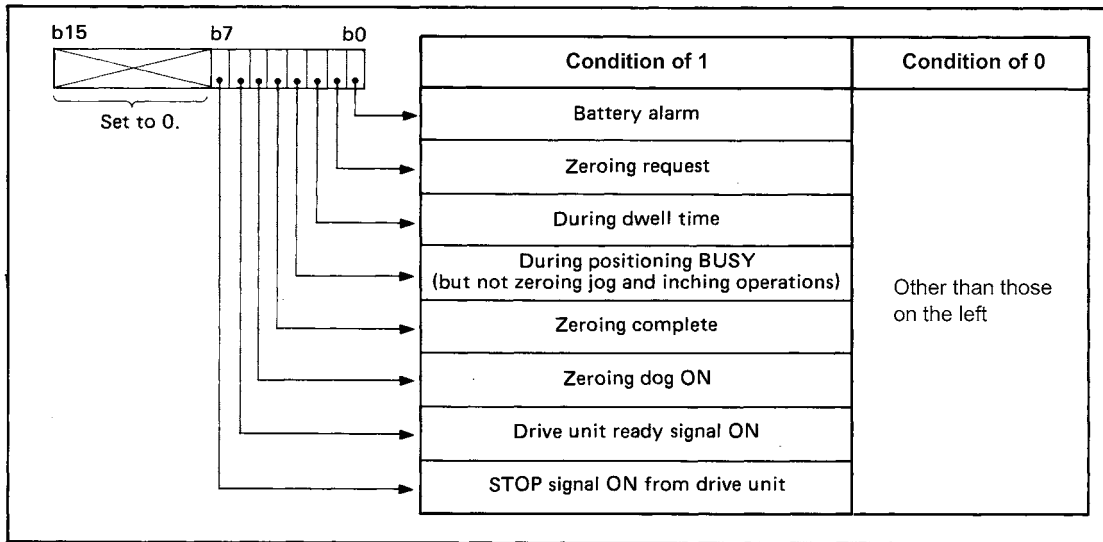 b15 b7 b0
Set to 0.
Condition of 1 Condition of 0
Battery alarm
Zeroing request
During dwell time
During positioning BUSY
(but not zeroing jog and inching operations)
Zeroing complete
Zeroing dog ON
Drive unit ready signal ON
STOP signal ON from drive unit
Other than those
on the left